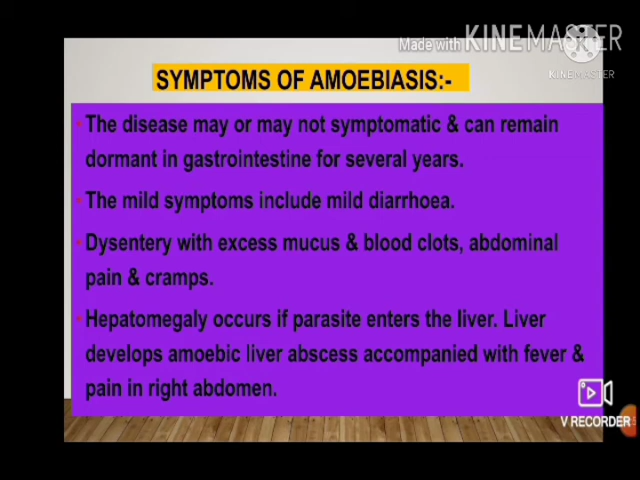 Made with KINEMASTER
KINEMASTER
SYMPTOMS OF AMOEBIASIS:-
The disease may or may not symptomatic & can remain
dormant in gastrointestine for several years.
The mild symptoms include mild diarrhoea.
Dysentery with excess mucus & blood clots, abdominal
pain & cramps.
Hepatomegaly occurs if parasite enters the liver. Liver
develops amoebic liver abscess accompanied with fever &
pain in right abdomen.
V RECORDER